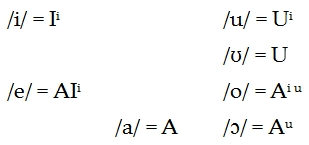 /i/ = Iⁱ /u/ = Uⁱ
/ʊ/ = U
/e/ = AIⁱ /o/ = Aⁱ ᵘ
/a/ = A /ɔ/ = Aᵘ